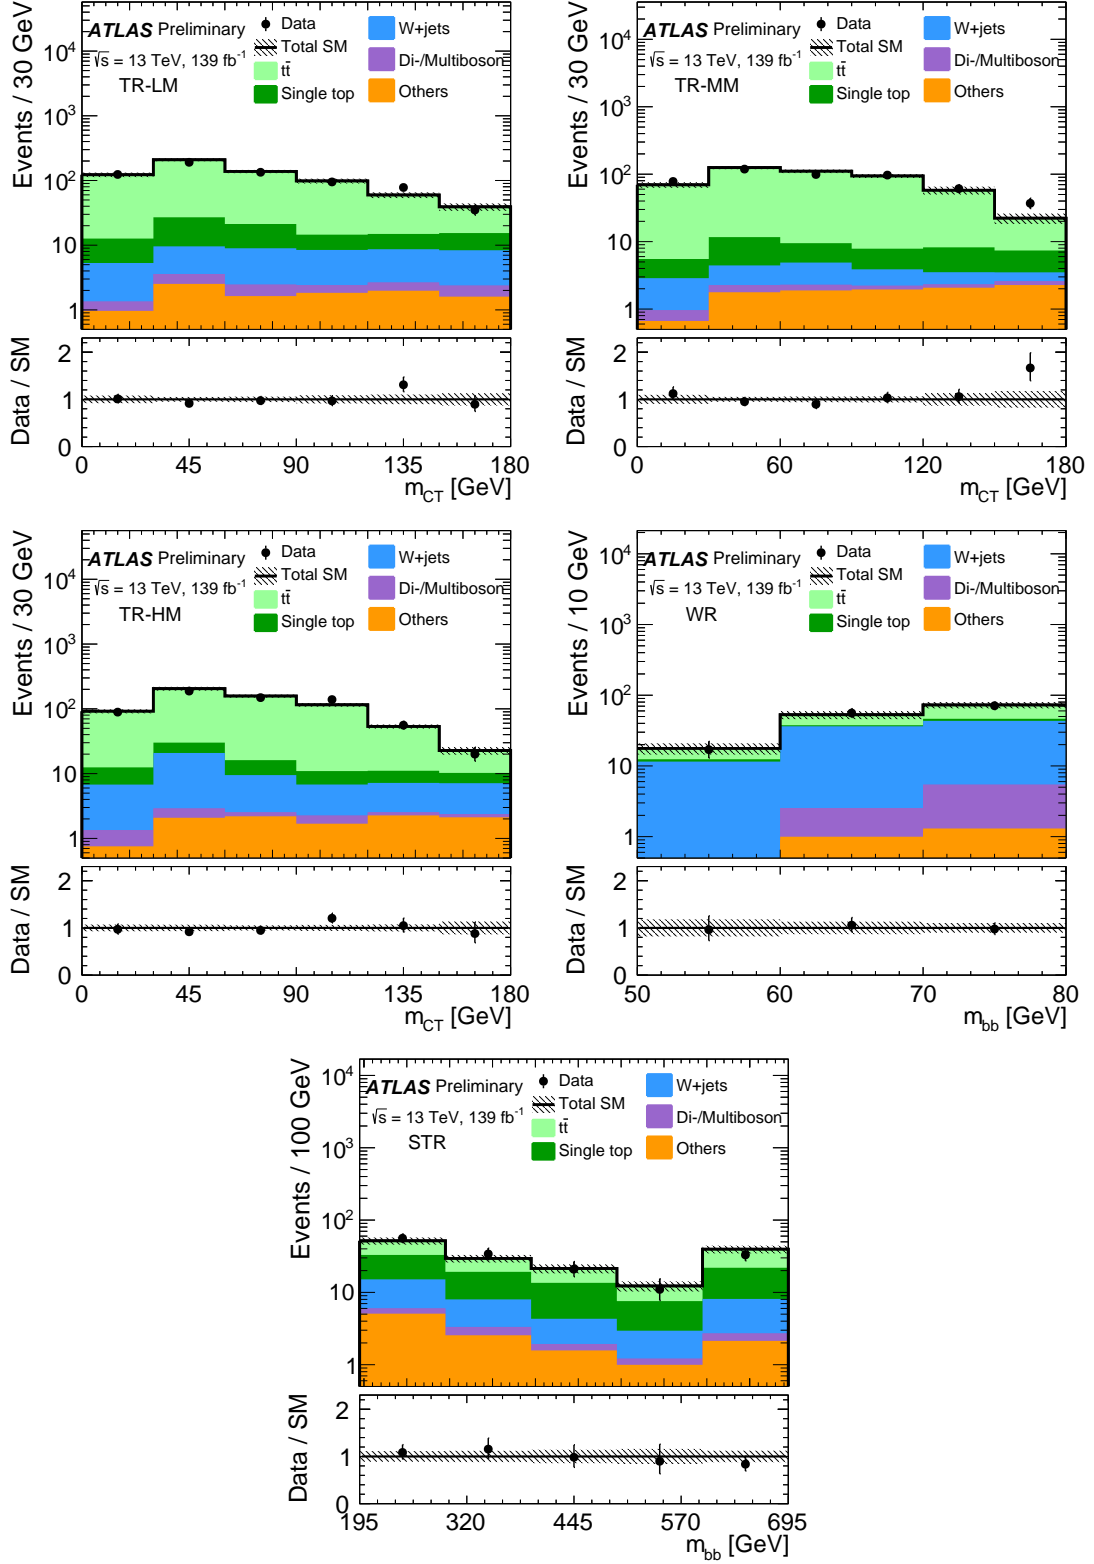 Events / 30 GeV
ATLAS Preliminary
√s = 13 TeV, 139 fb⁻¹
TR-LM
Data
Total SM
tt̄
Single top
W+jets
Di-/Multiboson
Others
10⁴
10³
10²
10
1
Data / SM
2
1
0
0 45 90 135 180
m_CT [GeV]
Events / 30 GeV
ATLAS Preliminary
√s = 13 TeV, 139 fb⁻¹
TR-MM
Data
Total SM
tt̄
Single top
W+jets
Di-/Multiboson
Others
10⁴
10³
10²
10
1
Data / SM
2
1
0
0 60 120 180
m_CT [GeV]
Events / 30 GeV
ATLAS Preliminary
√s = 13 TeV, 139 fb⁻¹
TR-HM
Data
Total SM
tt̄
Single top
W+jets
Di-/Multiboson
Others
10⁴
10³
10²
10
1
Data / SM
2
1
0
0 45 90 135 180
m_CT [GeV]
Events / 10 GeV
ATLAS Preliminary
√s = 13 TeV, 139 fb⁻¹
WR
Data
Total SM
tt̄
Single top
W+jets
Di-/Multiboson
Others
10⁴
10³
10²
10
1
Data / SM
2
1
0
50 60 70 80
m_bb [GeV]
Events / 100 GeV
ATLAS Preliminary
√s = 13 TeV, 139 fb⁻¹
STR
Data
Total SM
tt̄
Single top
W+jets
Di-/Multiboson
Others
10⁴
10³
10²
10
1
Data / SM
2
1
0
195 320 445 570 695
m_bb [GeV]